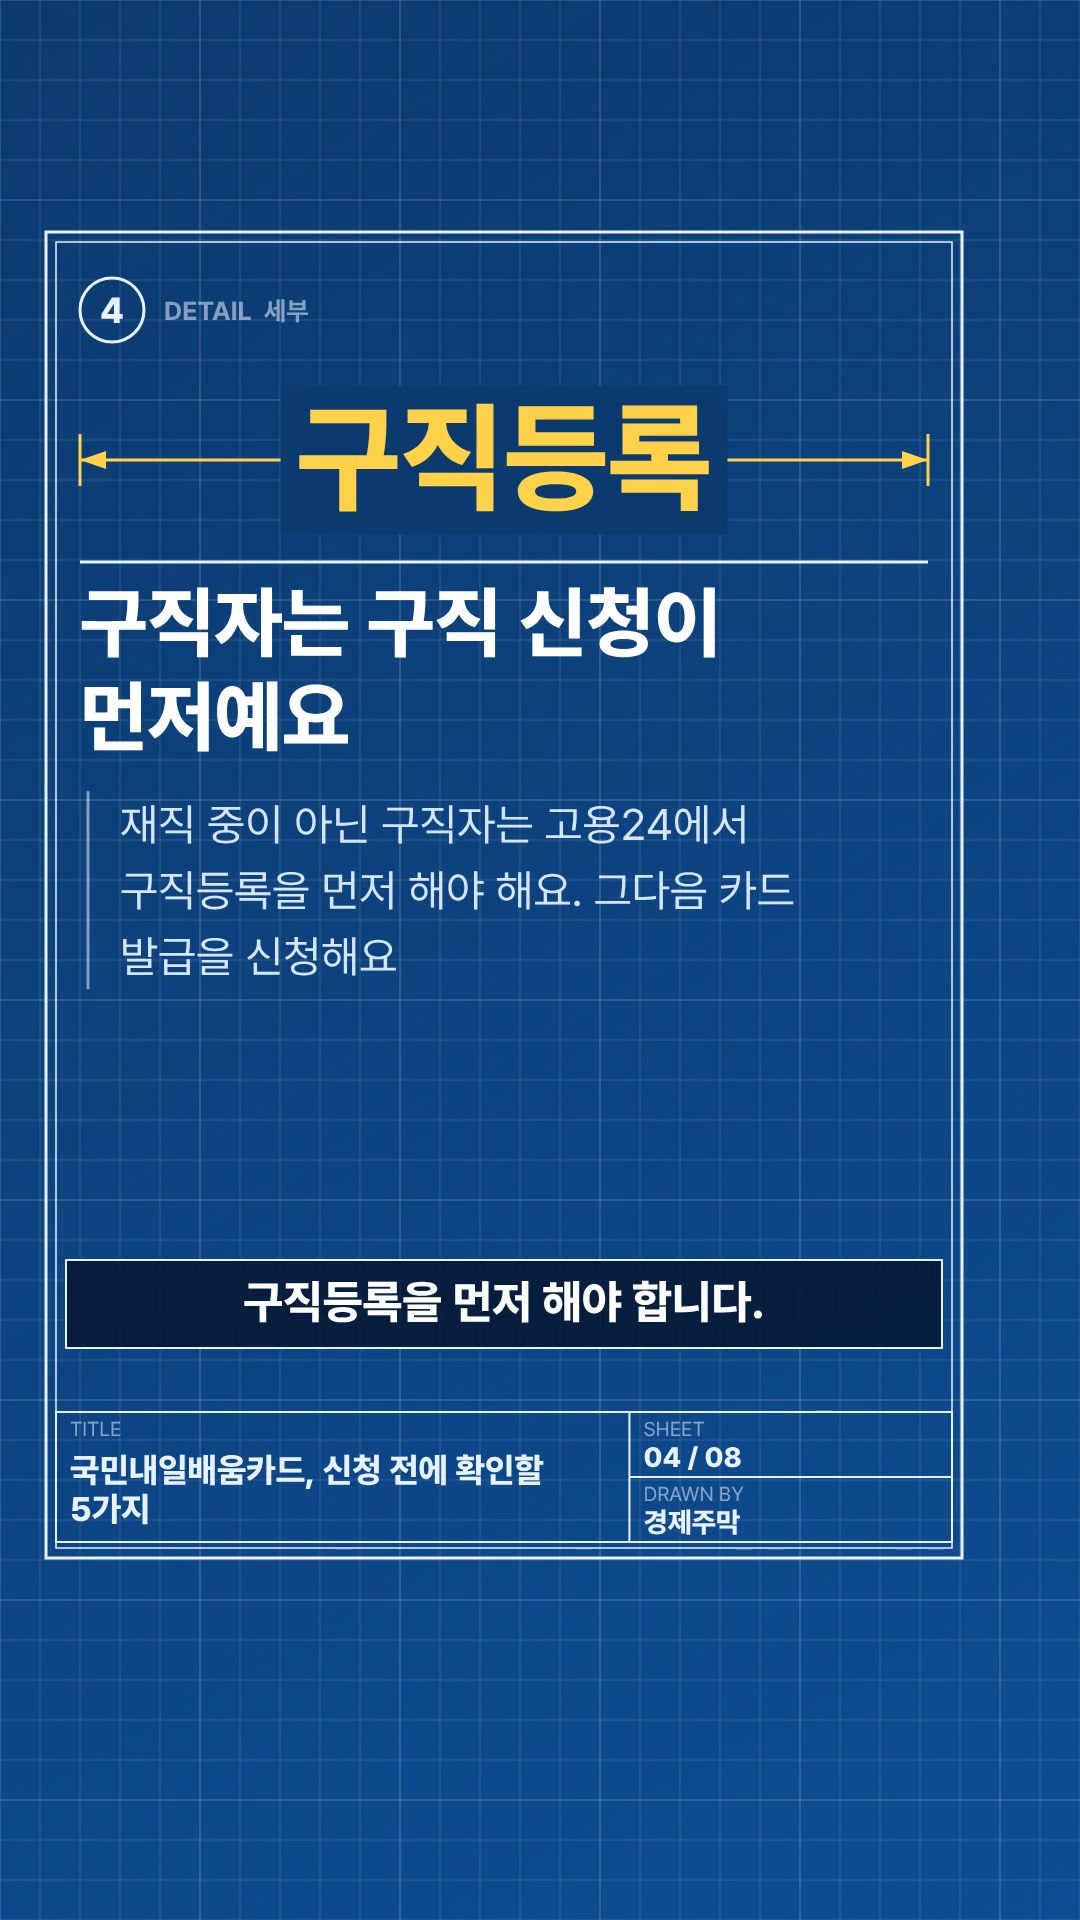 4 DETAIL 세부
구직등록
구직자는 구직 신청이
먼저예요
재직 중이 아닌 구직자는 고용24에서
구직등록을 먼저 해야 해요. 그다음 카드
발급을 신청해요
구직등록을 먼저 해야 합니다.
TITLE
국민내일배움카드, 신청 전에 확인할
5가지
SHEET
04 / 08
DRAWN BY
경제주막